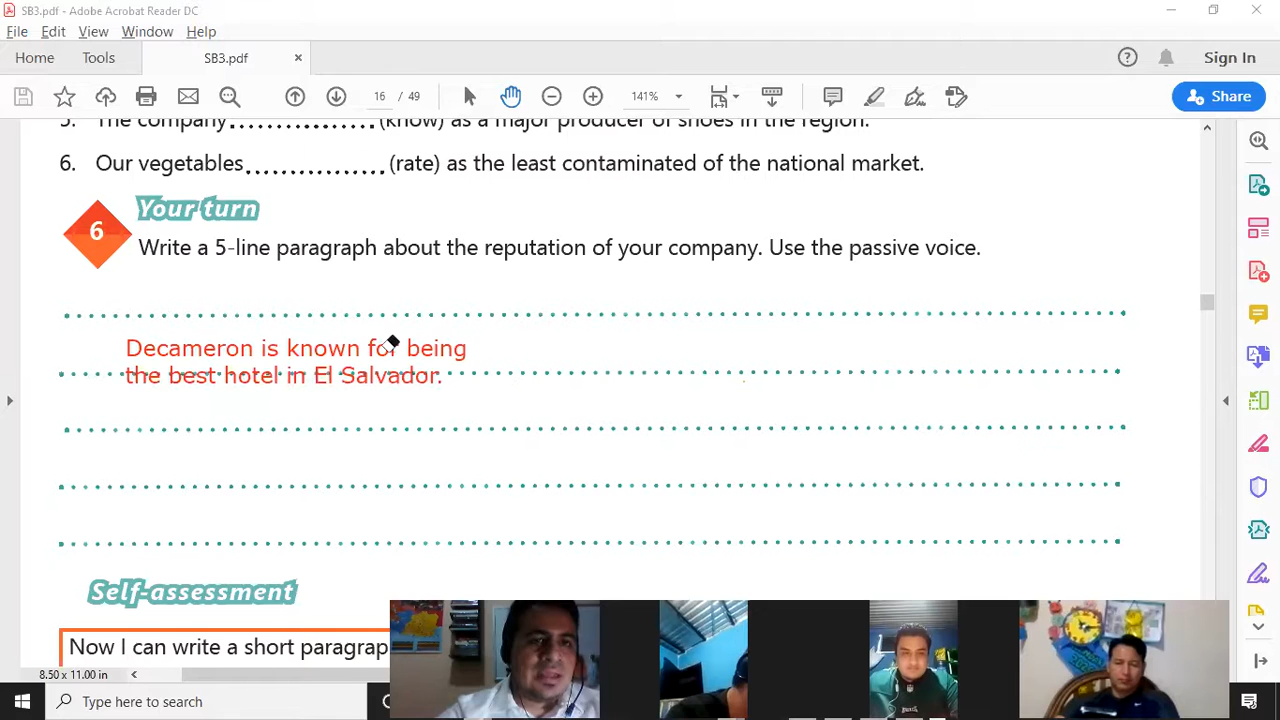 SB3.pdf - Adobe Acrobat Reader DC
File Edit View Window Help
Home Tools SB3.pdf ×
Sign In
16 / 49 141% Share
5. The company (know) as a major producer of shoes in the region.
6. Our vegetables (rate) as the least contaminated of the national market.
Your turn
6
Write a 5-line paragraph about the reputation of your company. Use the passive voice.
Decameron is known for being
the best hotel in El Salvador.
Self-assessment
Now I can write a short paragrap
8.50 x 11.00 in
Type here to search